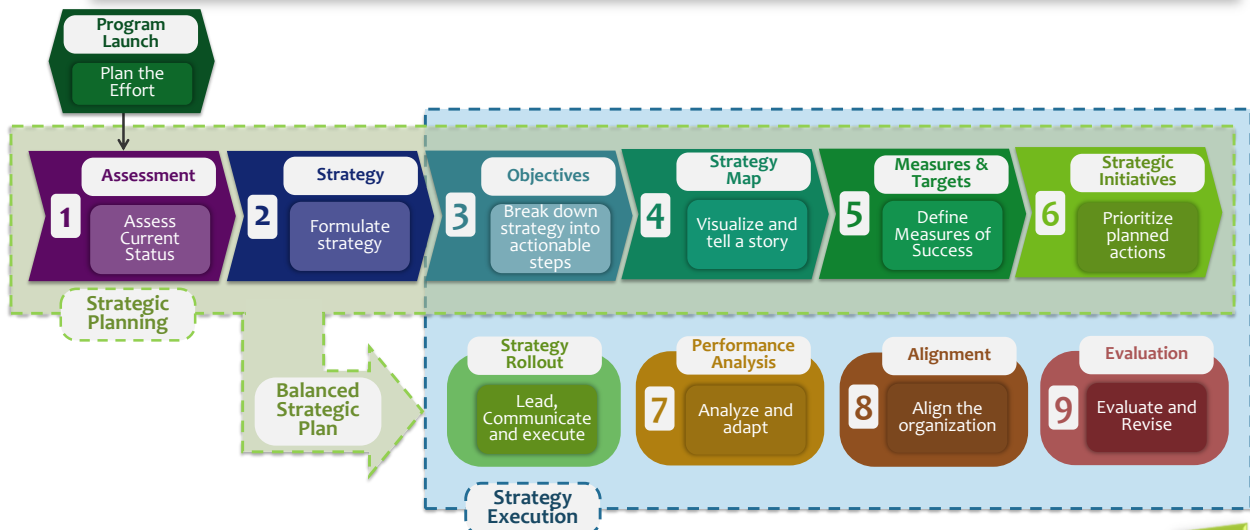 Program
Launch
Plan the
Effort
1
Assessment
Assess
Current
Status
2
Strategy
Formulate
strategy
3
Objectives
Break down
strategy into
actionable
steps
4
Strategy
Map
Visualize and
tell a story
5
Measures &
Targets
Define
Measures of
Success
6
Strategic
Initiatives
Prioritize
planned
actions
Strategic
Planning
Balanced
Strategic
Plan
Strategy
Rollout
Lead,
Communicate
and execute
7
Performance
Analysis
Analyze and
adapt
8
Alignment
Align the
organization
9
Evaluation
Evaluate and
Revise
Strategy
Execution